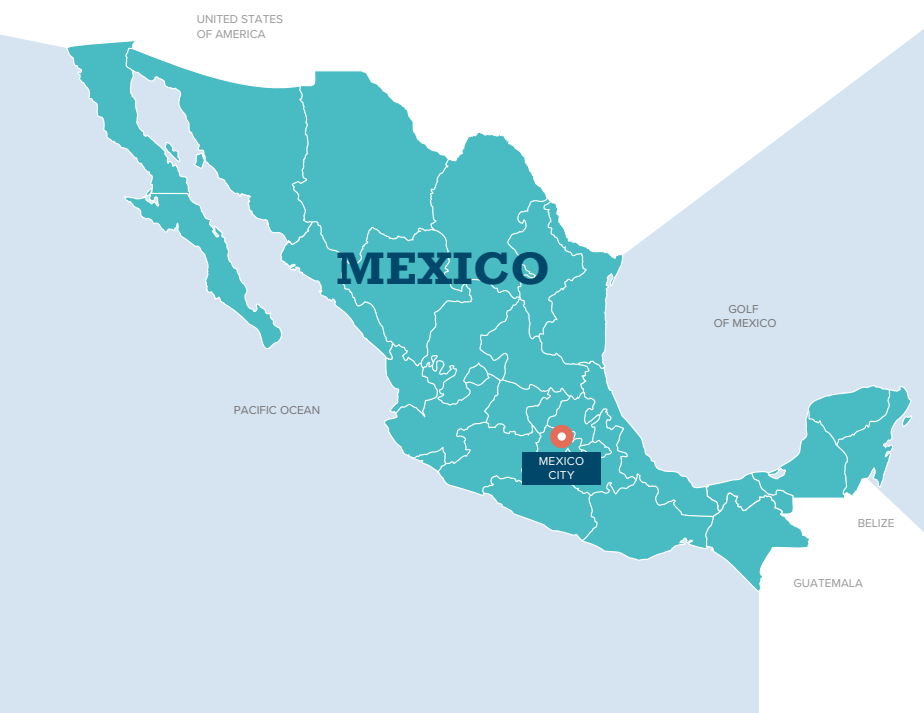 UNITED STATES
OF AMERICA
MEXICO
GOLF
OF MEXICO
PACIFIC OCEAN
MEXICO
CITY
BELIZE
GUATEMALA